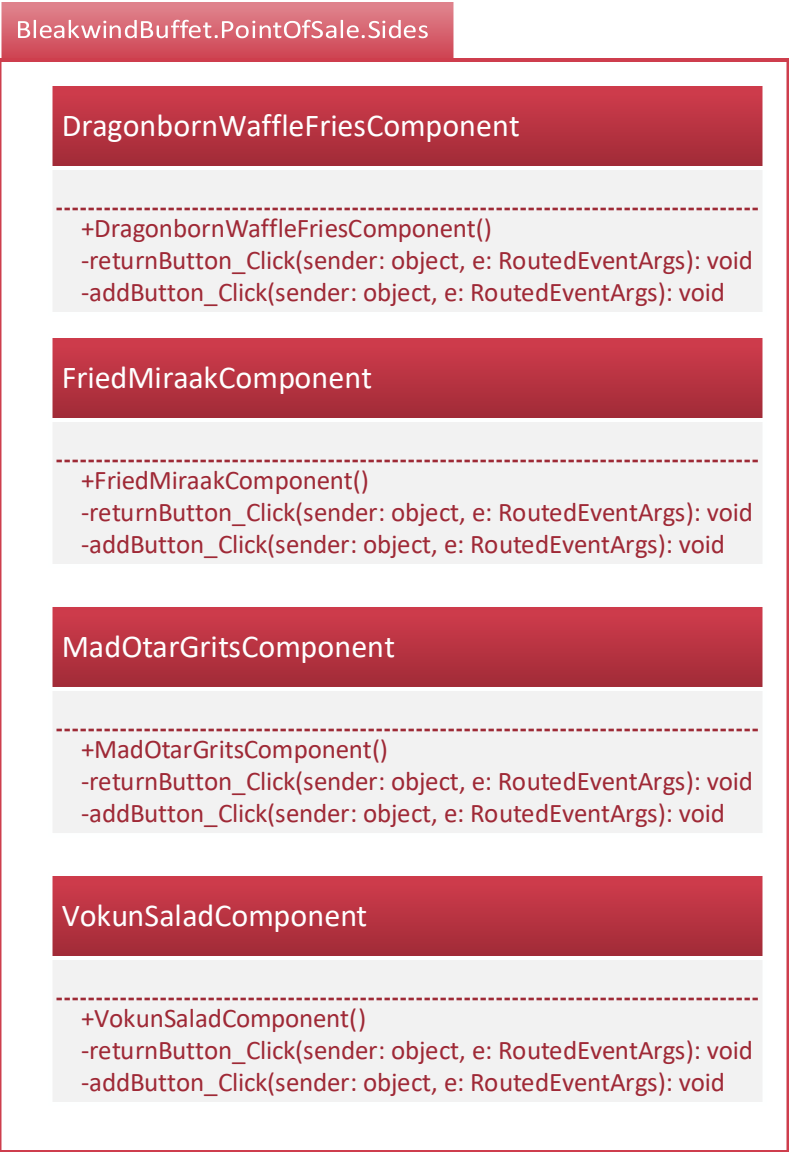 BleakwindBuffet.PointOfSale.Sides
DragonbornWaffleFriesComponent
+DragonbornWaffleFriesComponent()
-returnButton_Click(sender: object, e: RoutedEventArgs): void
-addButton_Click(sender: object, e: RoutedEventArgs): void
FriedMiraakComponent
+FriedMiraakComponent()
-returnButton_Click(sender: object, e: RoutedEventArgs): void
-addButton_Click(sender: object, e: RoutedEventArgs): void
MadOtarGritsComponent
+MadOtarGritsComponent()
-returnButton_Click(sender: object, e: RoutedEventArgs): void
-addButton_Click(sender: object, e: RoutedEventArgs): void
VokunSaladComponent
+VokunSaladComponent()
-returnButton_Click(sender: object, e: RoutedEventArgs): void
-addButton_Click(sender: object, e: RoutedEventArgs): void